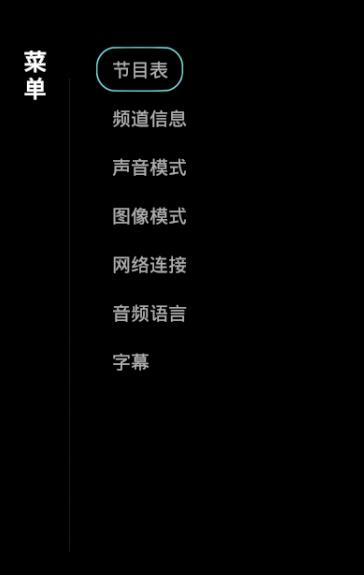 菜单
节目表
频道信息
声音模式
图像模式
网络连接
音频语言
字幕